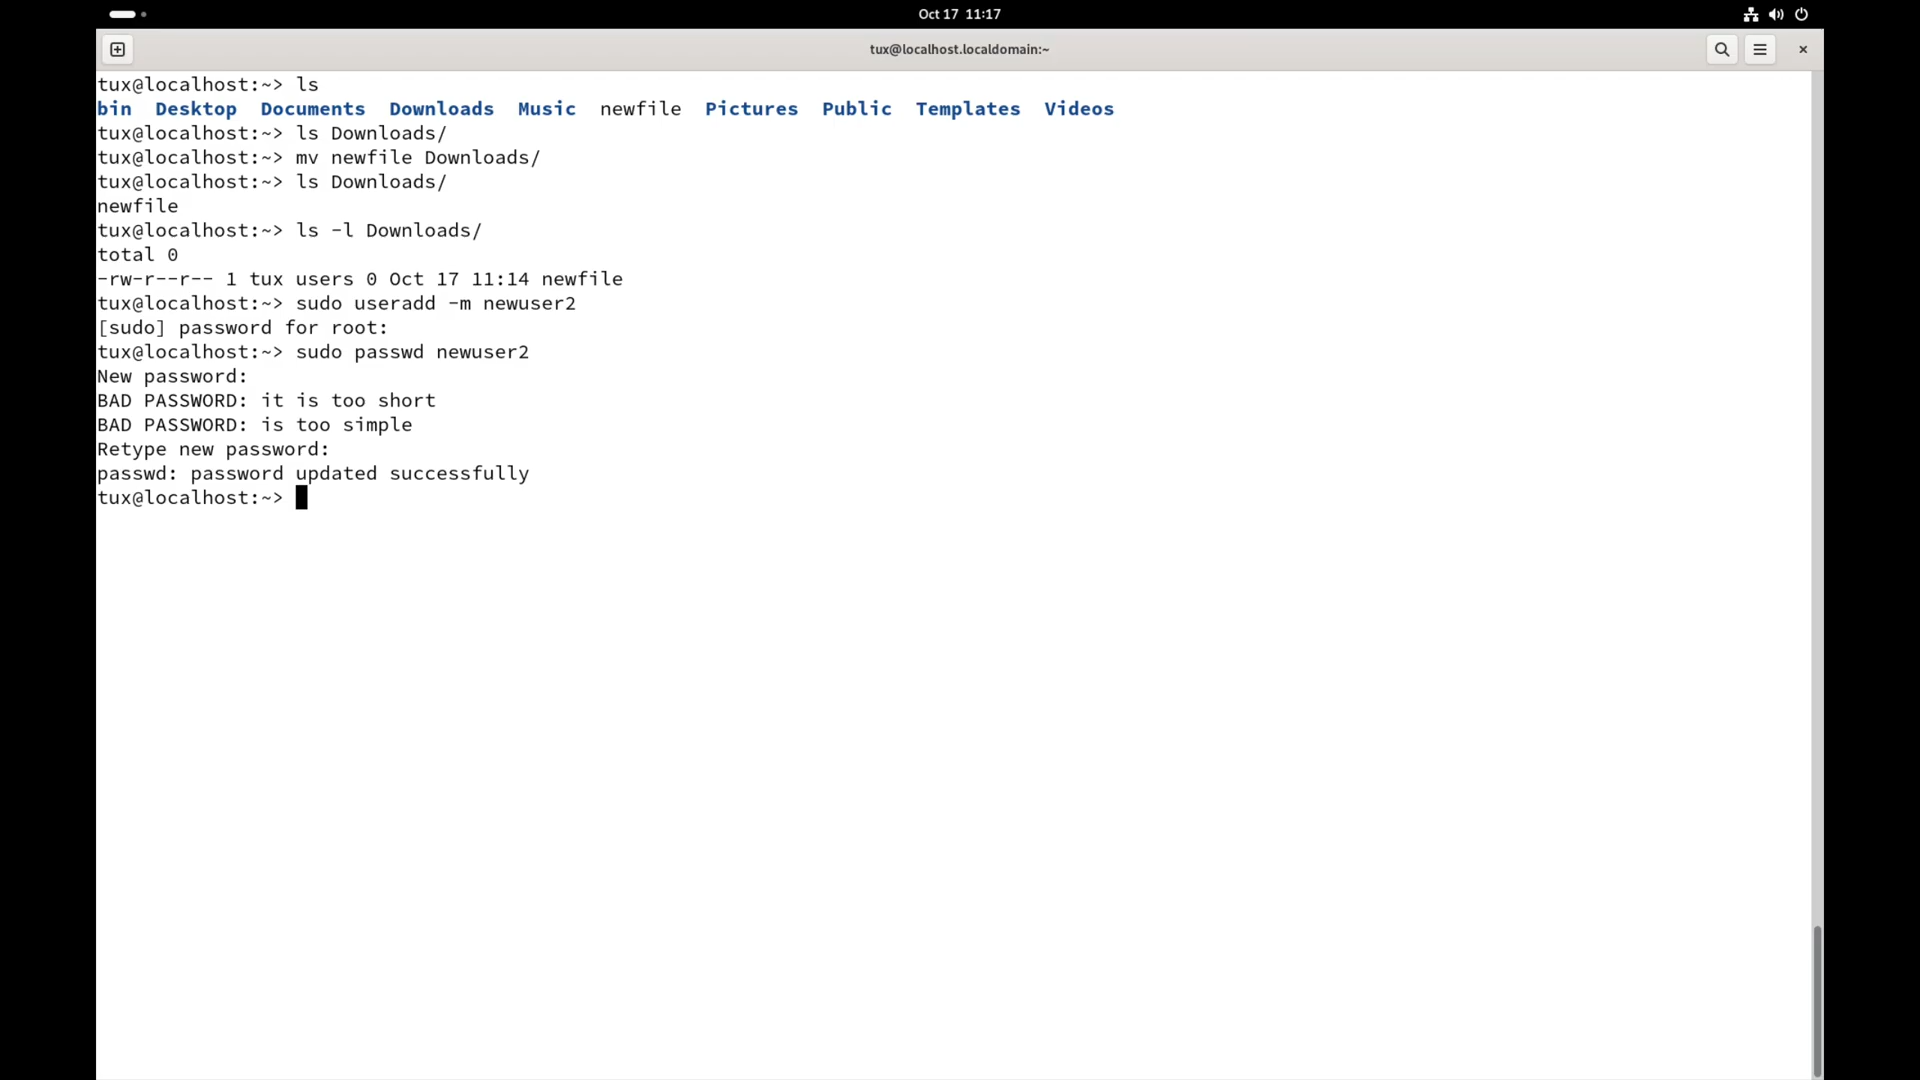 Oct 17 11:17
tux@localhost.localdomain:~
tux@localhost:~> ls
bin Desktop Documents Downloads Music newfile Pictures Public Templates Videos
tux@localhost:~> ls Downloads/
tux@localhost:~> mv newfile Downloads/
tux@localhost:~> ls Downloads/
newfile
tux@localhost:~> ls -l Downloads/
total 0
-rw-r--r-- 1 tux users 0 Oct 17 11:14 newfile
tux@localhost:~> sudo useradd -m newuser2
[sudo] password for root:
tux@localhost:~> sudo passwd newuser2
New password:
BAD PASSWORD: it is too short
BAD PASSWORD: is too simple
Retype new password:
passwd: password updated successfully
tux@localhost:~>